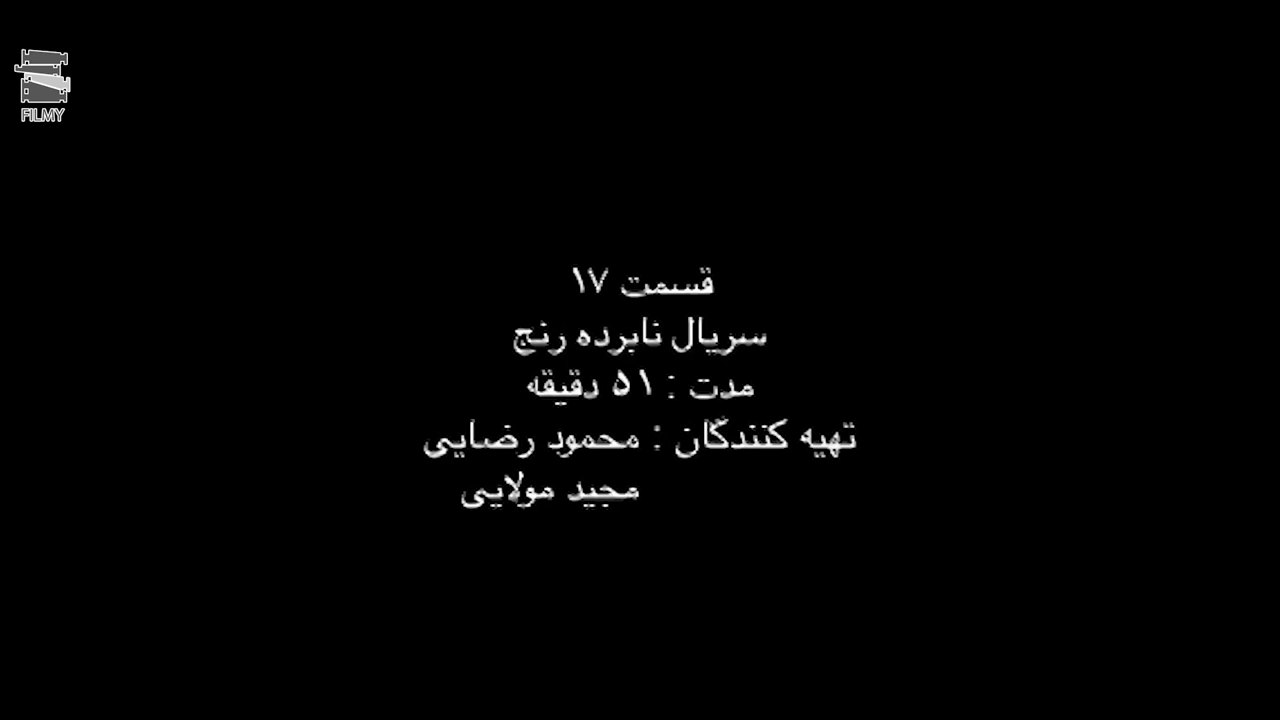 FILMY
قسمت ۱۷
سریال نابرده رنج
مدت : ۵۱ دقیقه
تهیه کنندگان : محمود رضایی
مجید مولایی